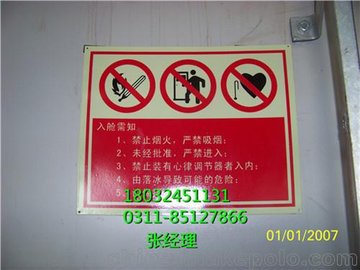 入舱需知
1、禁止烟火，严禁吸烟；
2、未经批准，严禁进入；
3、禁止装有心律调节器者入内；
4、由落冰导致可能的危险；
5、
18032451131
0311-85127866
张经理
01/01/2007